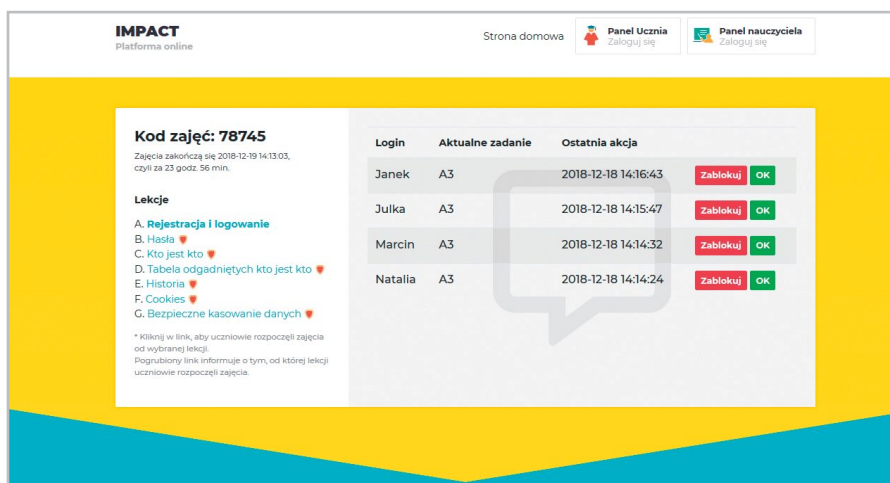 IMPACT
Platforma online
Strona domowa
Panel Ucznia
Zaloguj się
Panel nauczyciela
Zaloguj się
Kod zajęć: 78745
Zajęcia zakończą się 2018-12-19 14:13:03,
czyli za 23 godz. 56 min.
Lekcje
A. Rejestracja i logowanie
B. Hasła
C. Kto jest kto
D. Tabela odgadniętych kto jest kto
E. Historia
F. Cookies
G. Bezpieczne kasowanie danych
* Kliknij w link, aby uczniowie rozpoczęli zajęcia
od wybranej lekcji.
Pogrubiony link informuje o tym, od której lekcji
uczniowie rozpoczęli zajęcia.
Login Aktualne zadanie Ostatnia akcja
Janek A3 2018-12-18 14:16:43 Zablokuj OK
Julka A3 2018-12-18 14:15:47 Zablokuj OK
Marcin A3 2018-12-18 14:14:32 Zablokuj OK
Natalia A3 2018-12-18 14:14:24 Zablokuj OK